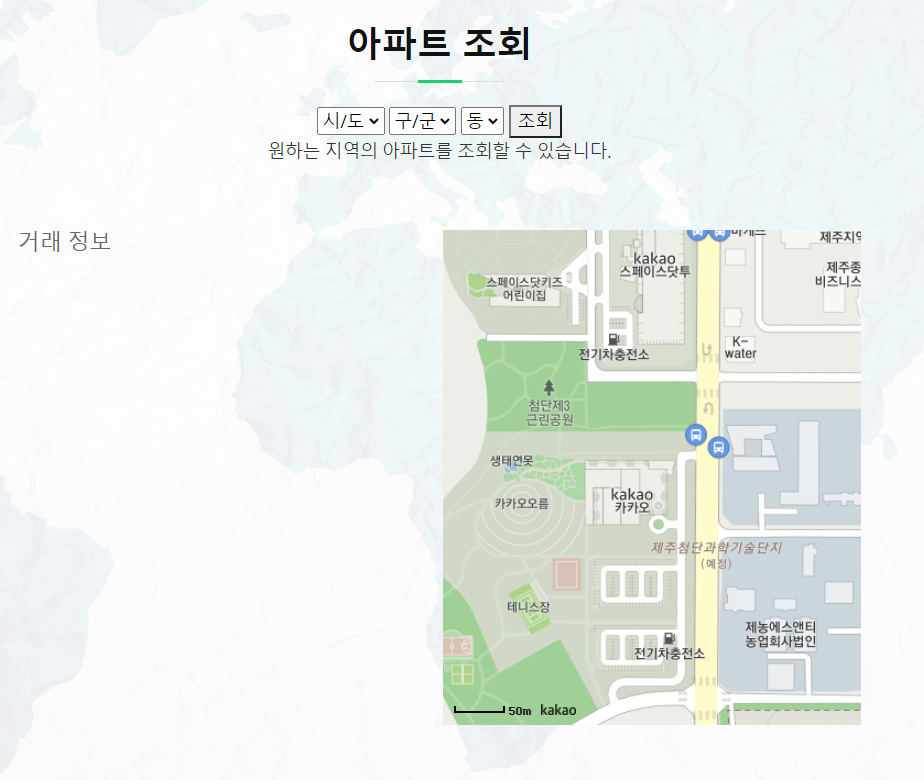 아파트 조회
시/도 구/군 동 조회
원하는 지역의 아파트를 조회할 수 있습니다.
거래 정보
제주지역
kakao
스페이스닷투
제주종
비즈니스
스페이스닷키즈
어린이집
전기차충전소
K-
water
첨단제3
근린공원
생태연못
카카오오름
kakao
카카오
제주첨단과학기술단지
(예정)
테니스장
제농에스앤티
농업회사법인
전기차충전소
50m kakao